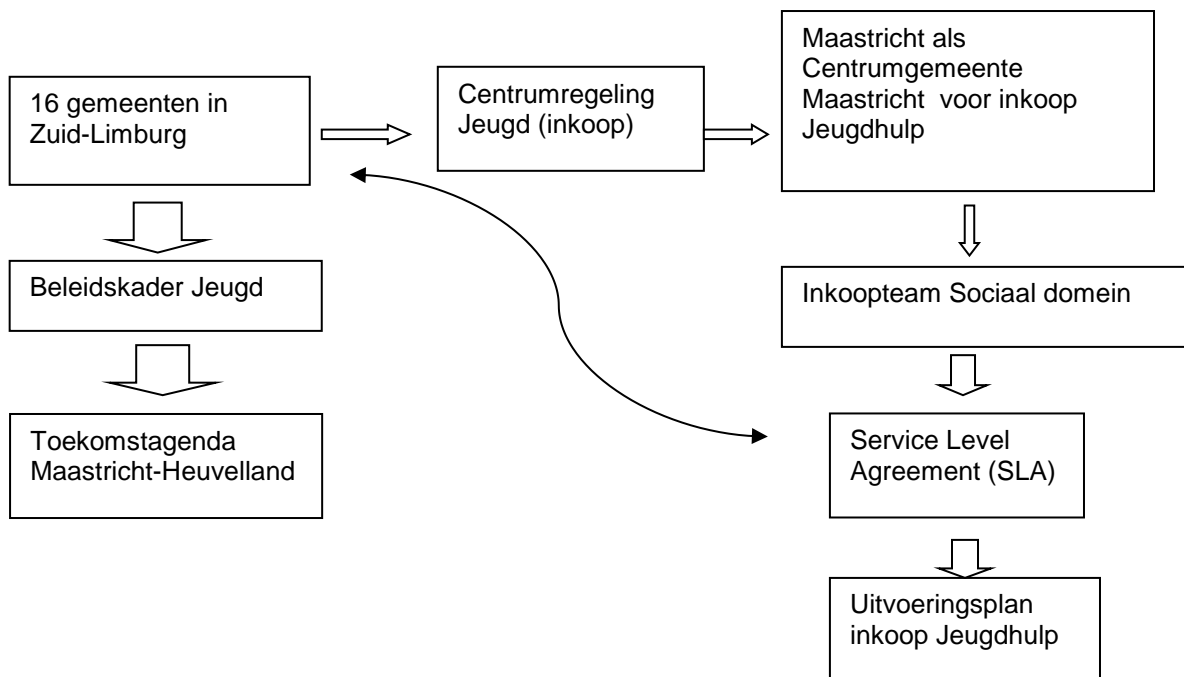 16 gemeenten in
Zuid-Limburg
Centrumregeling
Jeugd (inkoop)
Maastricht als
Centrumgemeente
Maastricht voor inkoop
Jeugdhulp
Beleidskader Jeugd
Inkoopteam Sociaal domein
Toekomstagenda
Maastricht-Heuvelland
Service Level
Agreement (SLA)
Uitvoeringsplan
inkoop Jeugdhulp